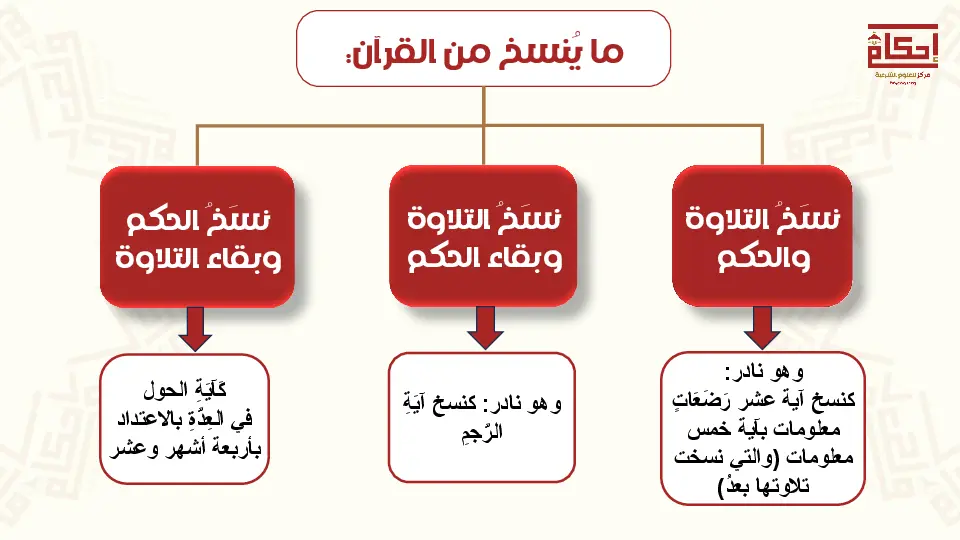 ما يُنسخ من القرآن:
إحكام
مركز للعلوم الشرعية
نسَخُ التلاوة
والحكم
نسَخُ التلاوة
وبقاء الحكم
نسَخُ الحكم
وبقاء التلاوة
وهو نادر:
كنسخ آية عشر رَضَعَاتٍ
معلومات بآية خمس
معلومات (والتي نسخت
تلاوتها بعدُ)
وهو نادر: كنسخ آيَةِ
الرَّجمِ
كَآيَةِ الحول
في العِدَّةِ بالاعتداد
بأربعة أشهر وعشر